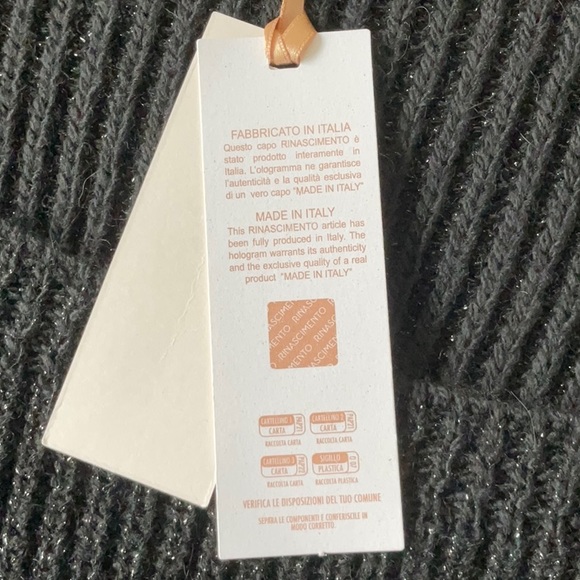 FABBRICATO IN ITALIA
Questo capo RINASCIMENTO è
stato prodotto interamente in
Italia. L'ologramma ne garantisce
l'autenticità e la qualità esclusiva
di un vero capo "MADE IN ITALY"
MADE IN ITALY
This RINASCIMENTO article has
been fully produced in Italy. The
hologram warrants its authenticity
and the exclusive quality of a real
product "MADE IN ITALY"
RINASCIMENTO
RINASCIMENTO
RINASCIMENTO
CARTELLINO 1
CARTA
RACCOLTA CARTA
CARTELLINO 2
CARTA
RACCOLTA CARTA
CARTELLINO 3
CARTA
RACCOLTA CARTA
SIGILLO
PLASTICA
RACCOLTA PLASTICA
VERIFICA LE DISPOSIZIONI DEL TUO COMUNE
SEPARA LE COMPONENTI E CONFERISCILE IN
MODO CORRETTO.